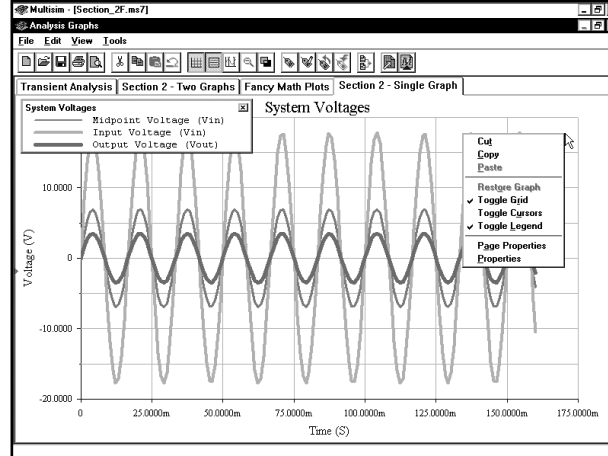 Multisim - [Section_2F.ms7]
Analysis Graphs
File Edit View Tools
Transient Analysis Section 2 - Two Graphs Fancy Math Plots Section 2 - Single Graph
System Voltages
System Voltages
Midpoint Voltage (Vin)
Input Voltage (Vin)
Output Voltage (Vout)
Cut
Copy
Paste
Restore Graph
Toggle Grid
Toggle Cursors
Toggle Legend
Page Properties
Properties
Voltage (V)
10.0000
0
-10.0000
-20.0000
0 25.0000m 50.0000m 75.0000m 100.0000m 125.0000m 150.0000m 175.0000m
Time (S)